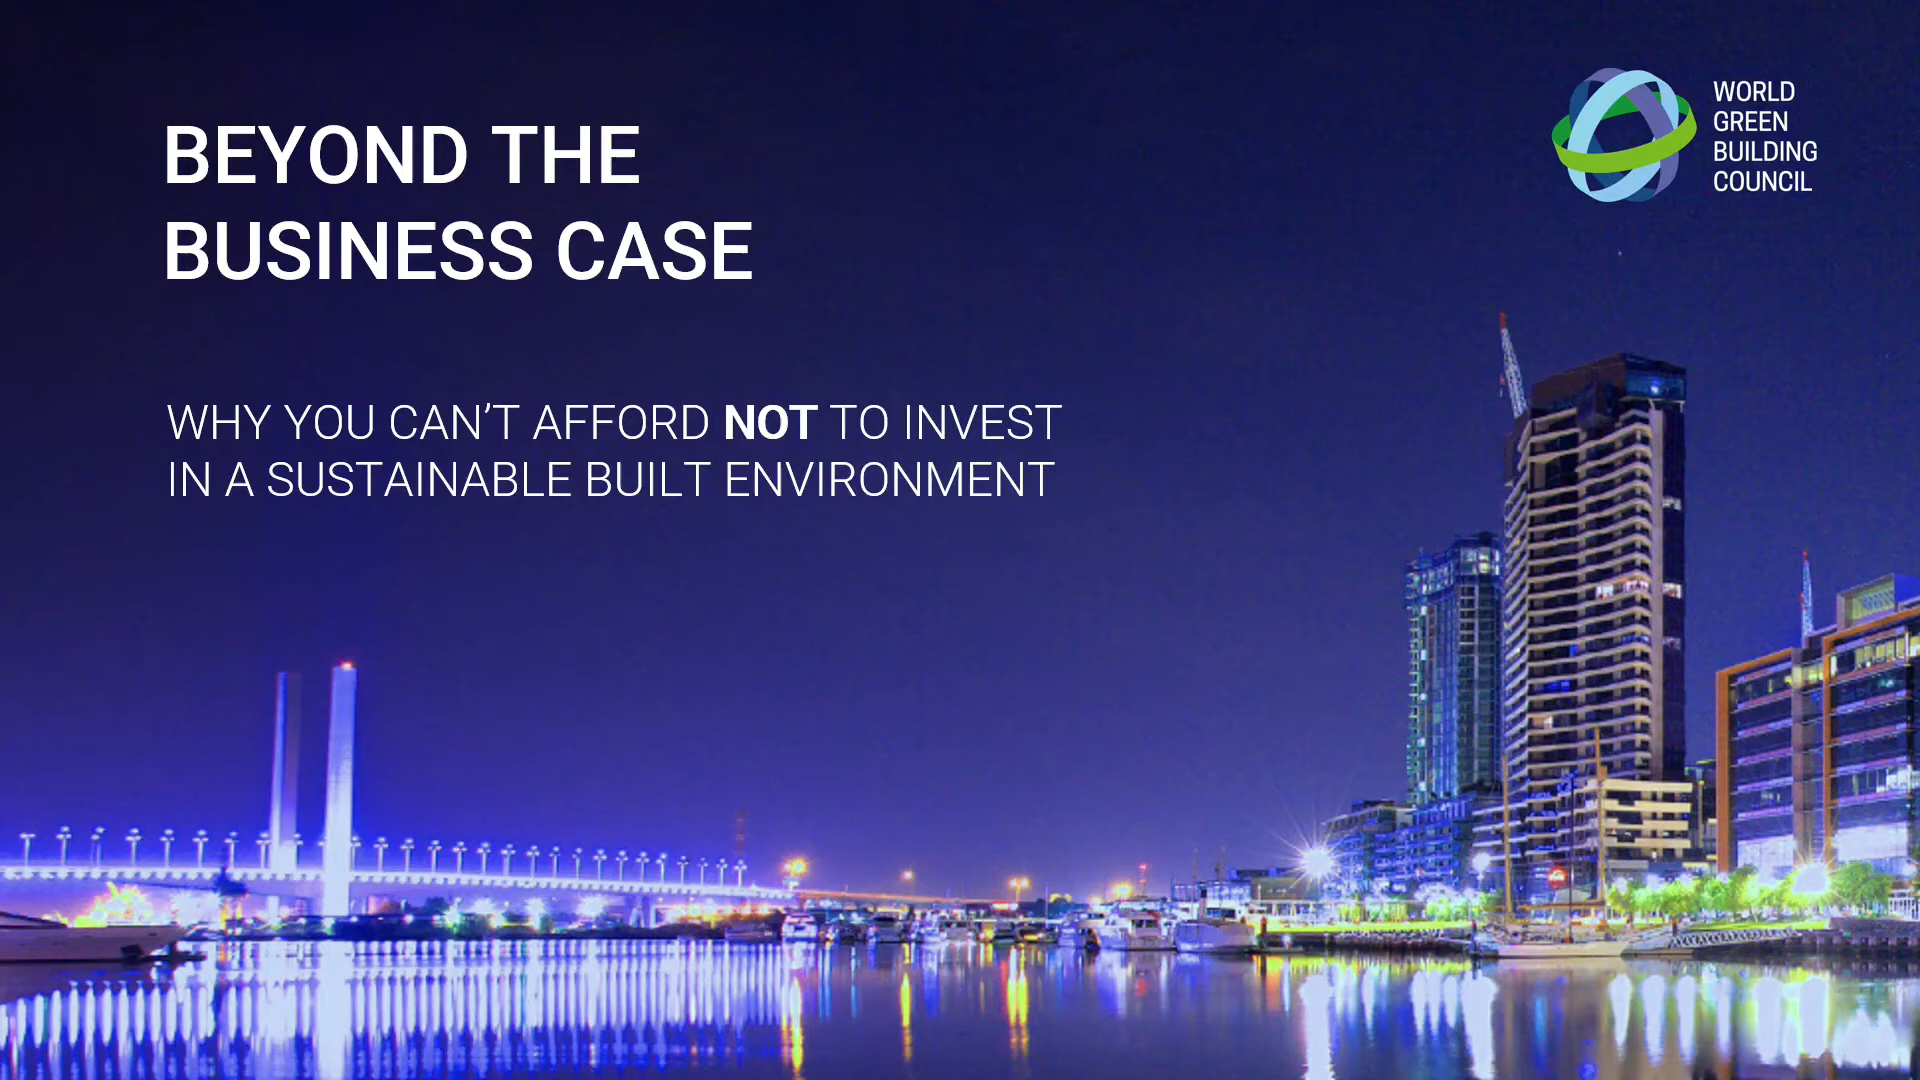 BEYOND THE
BUSINESS CASE
WHY YOU CAN’T AFFORD NOT TO INVEST
IN A SUSTAINABLE BUILT ENVIRONMENT
WORLD
GREEN
BUILDING
COUNCIL